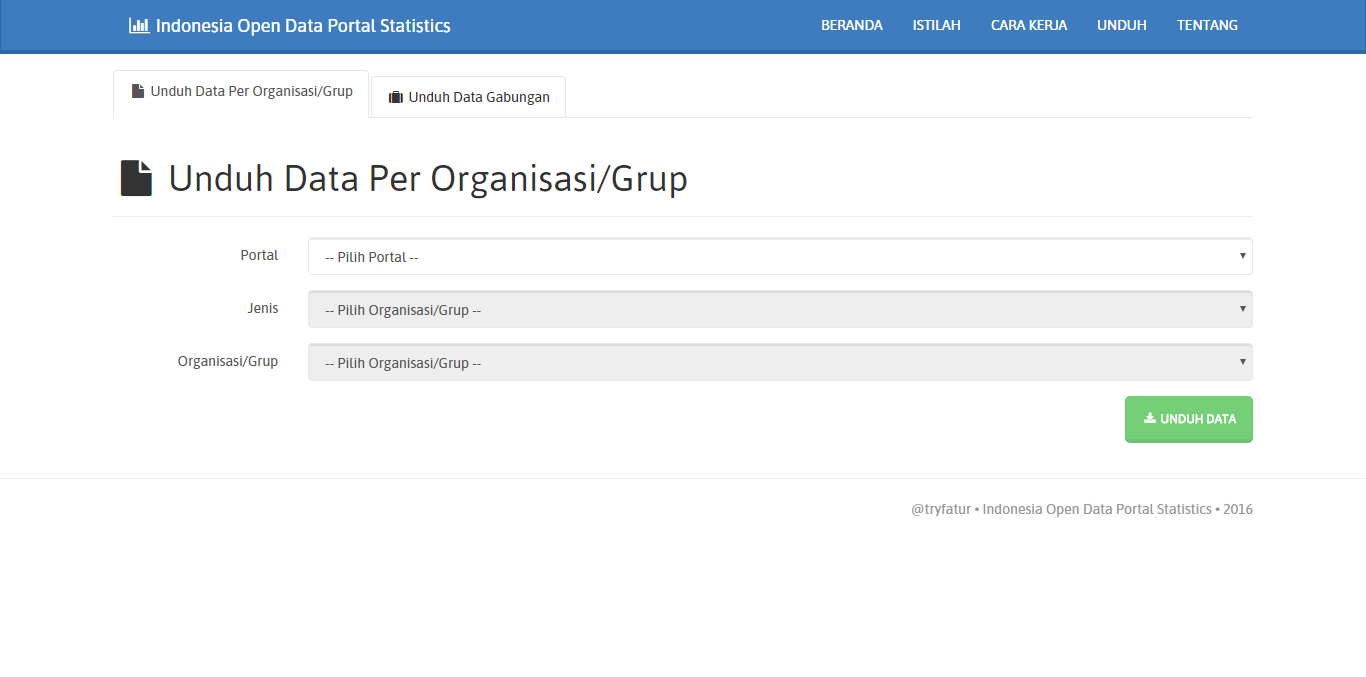 Indonesia Open Data Portal Statistics BERANDA ISTILAH CARA KERJA UNDUH TENTANG
Unduh Data Per Organisasi/Grup Unduh Data Gabungan
Unduh Data Per Organisasi/Grup
Portal -- Pilih Portal --
Jenis -- Pilih Organisasi/Grup --
Organisasi/Grup -- Pilih Organisasi/Grup --
UNDUH DATA
@tryfatur • Indonesia Open Data Portal Statistics • 2016